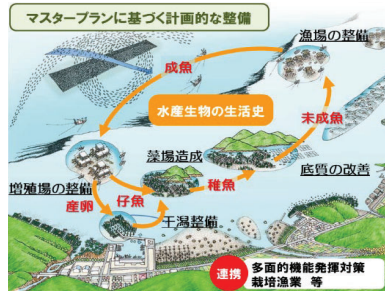 マスタープランに基づく計画的な整備
漁場の整備
成魚
水産生物の生活史
未成魚
藻場造成
稚魚
底質の改善
増殖場の整備
仔魚
産卵
干潟整備
連携
多面的機能発揮対策
栽培漁業 等